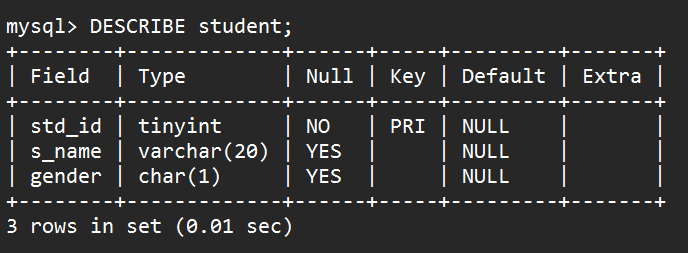 mysql> DESCRIBE student;
+--------+-------------+------+-----+---------+-------+
| Field  | Type        | Null | Key | Default | Extra |
+--------+-------------+------+-----+---------+-------+
| std_id | tinyint     | NO   | PRI | NULL    |       |
| s_name | varchar(20) | YES  |     | NULL    |       |
| gender | char(1)     | YES  |     | NULL    |       |
+--------+-------------+------+-----+---------+-------+
3 rows in set (0.01 sec)